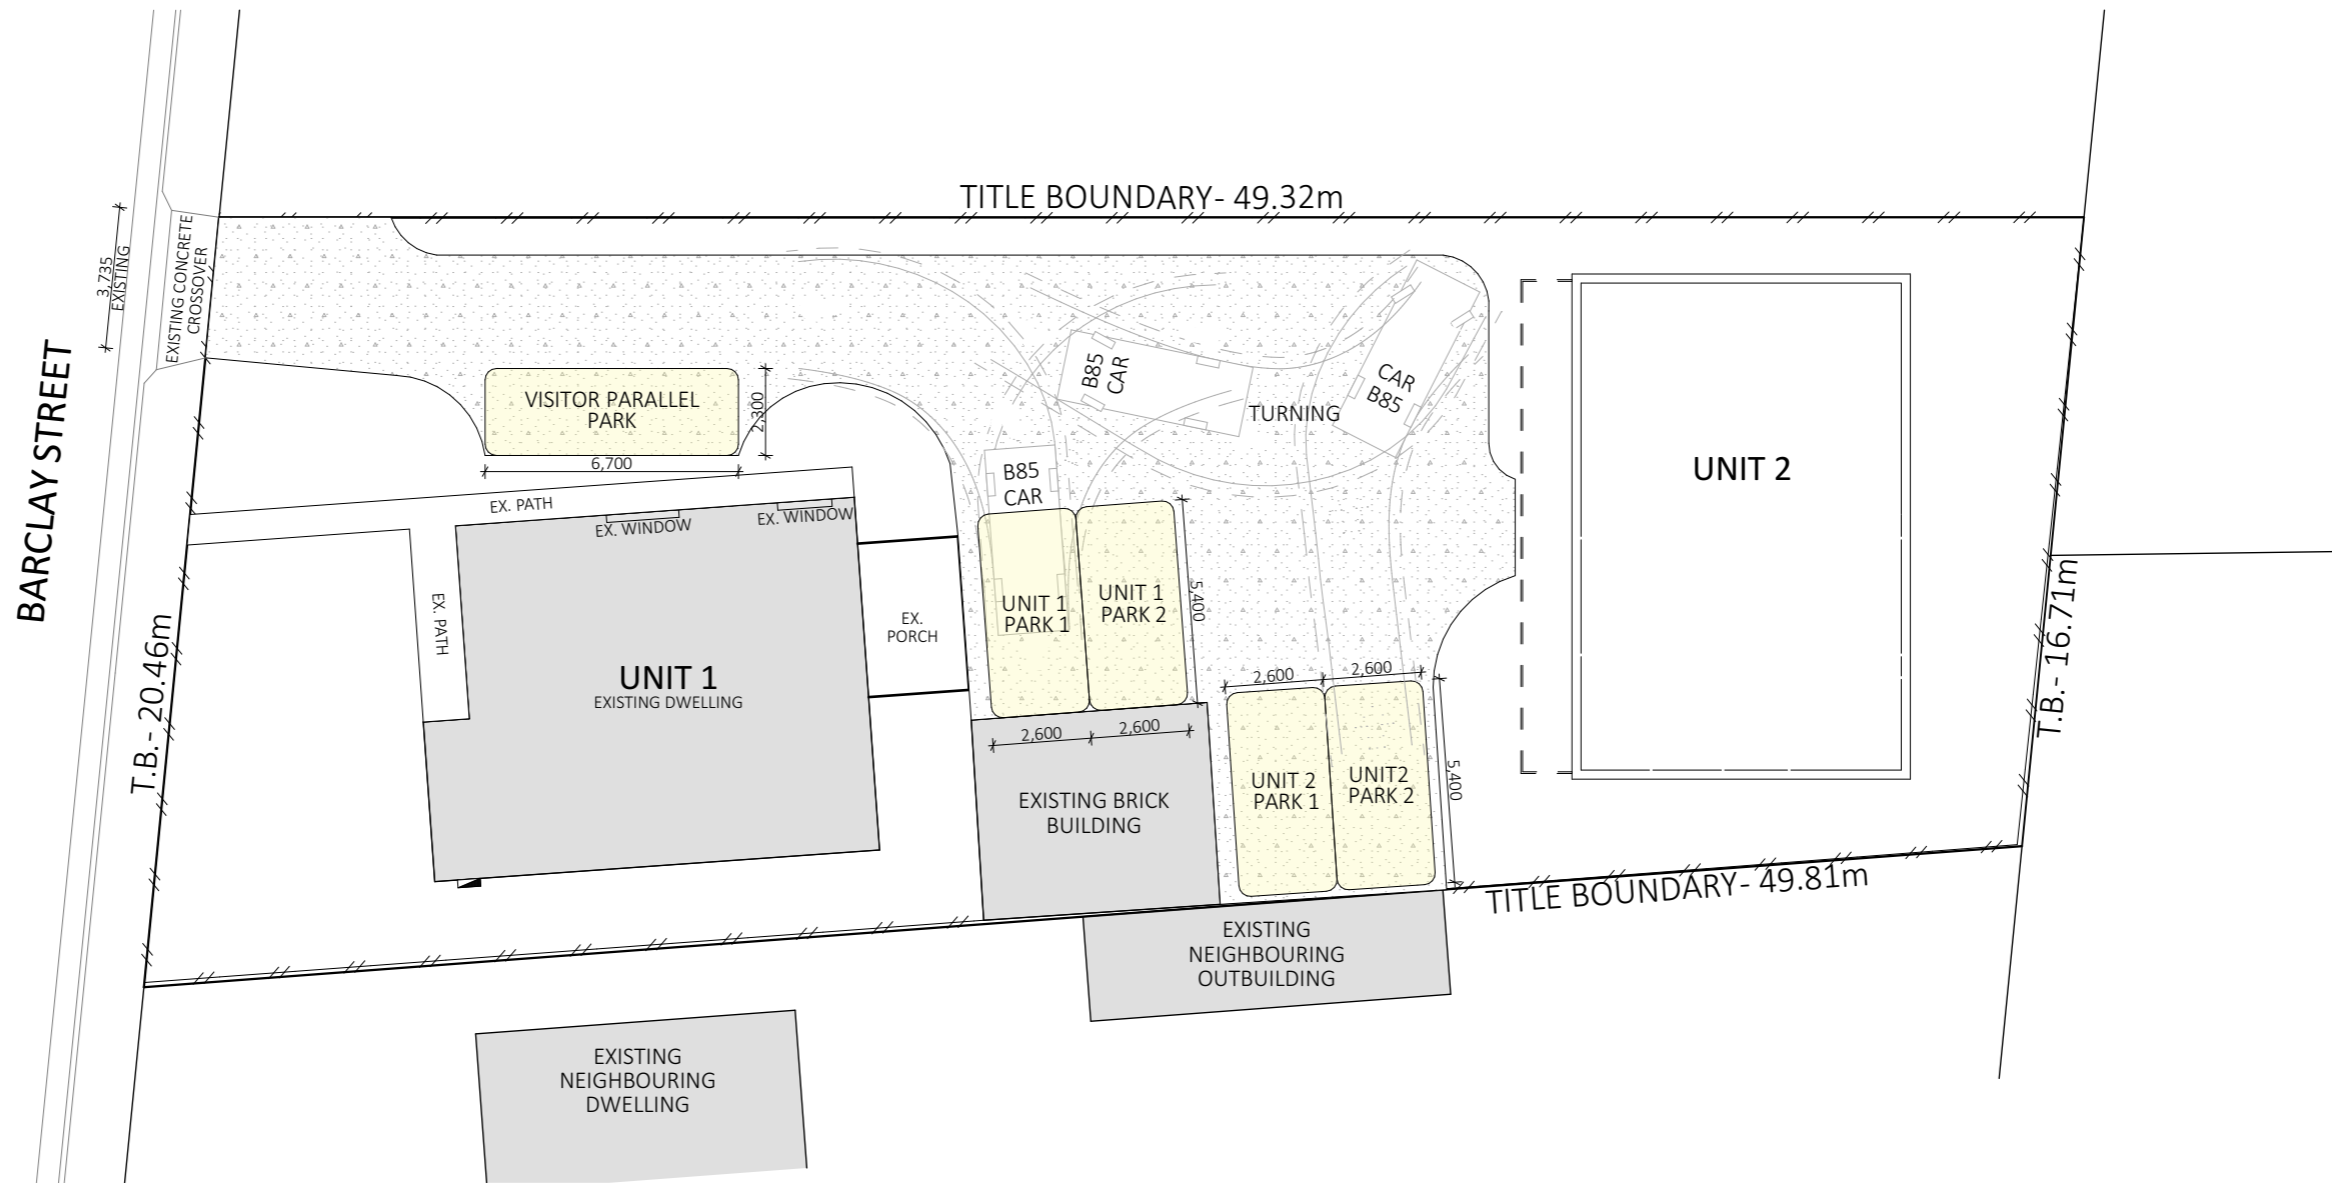 TITLE BOUNDARY- 49.32m
3,735
EXISTING
EXISTING CONCRETE
CROSSOVER
BARCLAY STREET
VISITOR PARALLEL
PARK
2,300
6,700
B85
CAR
CAR
B85
TURNING
B85
CAR
UNIT 2
EX. PATH
EX. WINDOW
EX. WINDOW
EX. PATH
EX.
PORCH
UNIT 1
PARK 1
UNIT 1
PARK 2
5,400
UNIT 1
EXISTING DWELLING
T.B.- 20.46m
T.B.- 16.71m
2,600
2,600
2,600
2,600
UNIT 2
PARK 1
UNIT2
PARK 2
5,400
EXISTING BRICK
BUILDING
TITLE BOUNDARY- 49.81m
EXISTING
NEIGHBOURING
OUTBUILDING
EXISTING
NEIGHBOURING
DWELLING